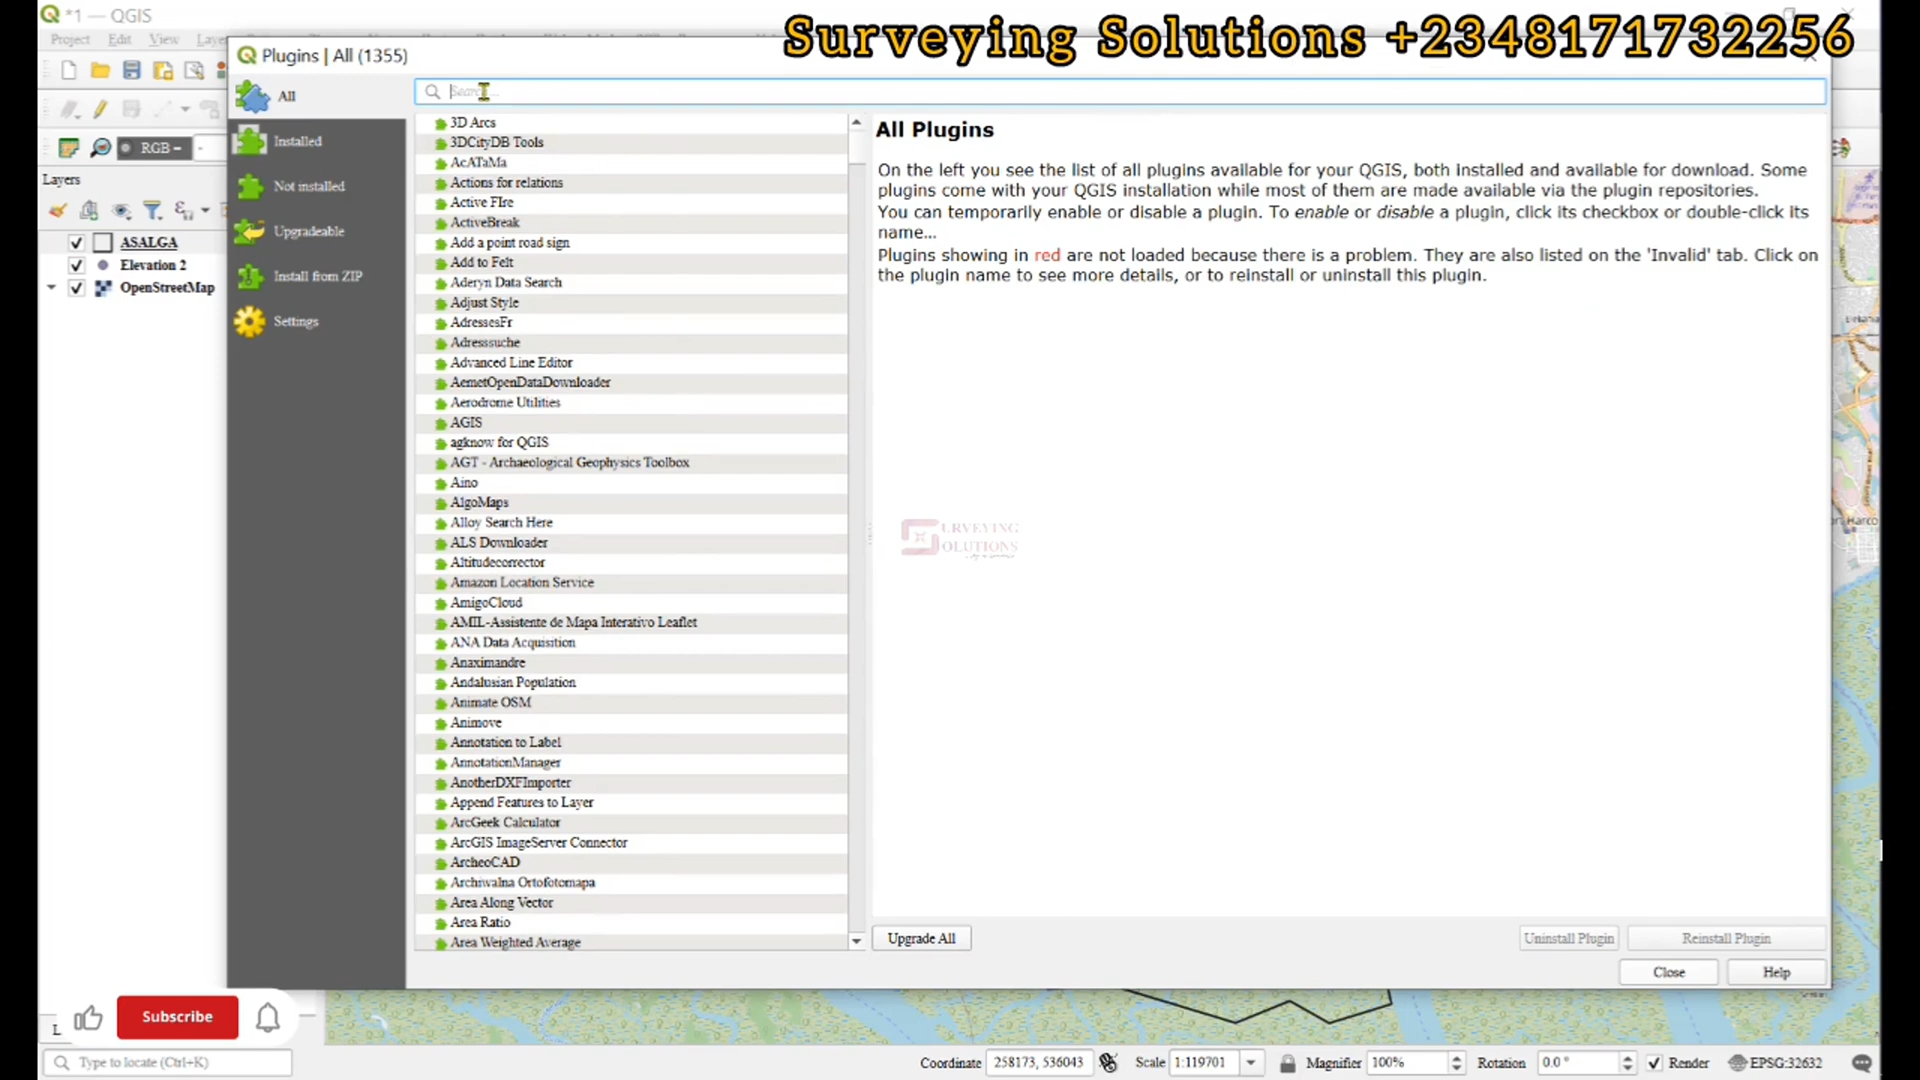 *1 — QGIS
Surveying Solutions +2348171732256
Project Edit View Laye
Plugins | All (1355)
All
Installed
Not installed
Upgradeable
Install from ZIP
Settings
Search...
RGB
Layers
ASALGA
Elevation 2
OpenStreetMap
3D Arcs
3DCityDB Tools
AcATaMa
Actions for relations
Active FIre
ActiveBreak
Add a point road sign
Add to Felt
Aderyn Data Search
Adjust Style
AdressesFr
Adresssuche
Advanced Line Editor
AemetOpenDataDownloader
Aerodrome Utilities
AGIS
agknow for QGIS
AGT - Archaeological Geophysics Toolbox
Aino
AlgoMaps
Alloy Search Here
ALS Downloader
Altitudecorrector
Amazon Location Service
AmigoCloud
AMIL-Assistente de Mapa Interativo Leaflet
ANA Data Acquisition
Anaximandre
Andalusian Population
Animate OSM
Animove
Annotation to Label
AnnotationManager
AnotherDXFImporter
Append Features to Layer
ArcGeek Calculator
ArcGIS ImageServer Connector
ArcheoCAD
Archiwalna Ortofotomapa
Area Along Vector
Area Ratio
Area Weighted Average
All Plugins
On the left you see the list of all plugins available for your QGIS, both installed and available for download. Some
plugins come with your QGIS installation while most of them are made available via the plugin repositories.
You can temporarily enable or disable a plugin. To enable or disable a plugin, click its checkbox or double-click its
name...
Plugins showing in red are not loaded because there is a problem. They are also listed on the 'Invalid' tab. Click on
the plugin name to see more details, or to reinstall or uninstall this plugin.
SURVEYING
SOLUTIONS
Upgrade All
Uninstall Plugin
Reinstall Plugin
Close
Help
Subscribe
Type to locate (Ctrl+K)
Coordinate 258173, 536043
Scale 1:119701
Magnifier 100%
Rotation 0.0 °
Render
EPSG:32632